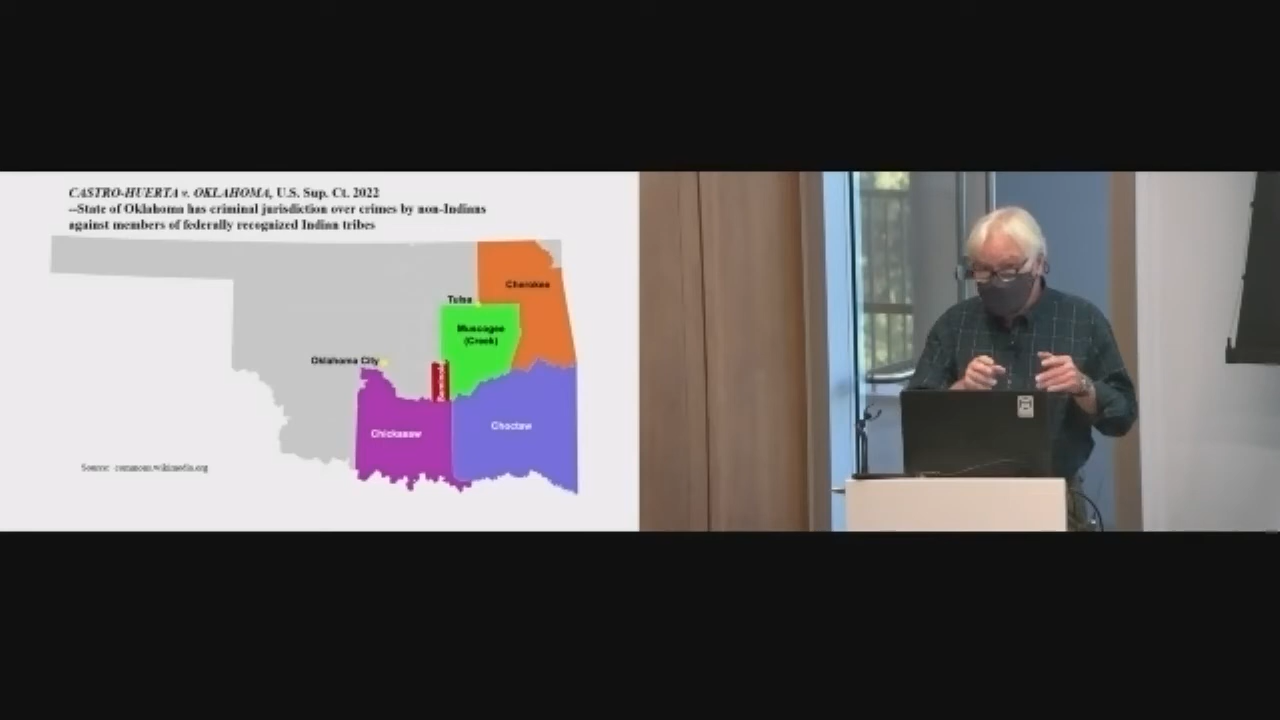 CASTRO-HUERTA v. OKLAHOMA, U.S. Sup. Ct. 2022
--State of Oklahoma has criminal jurisdiction over crimes by non-Indians
against members of federally recognized Indian tribes
Cherokee
Tulsa
Muscogee
(Creek)
Oklahoma City
Seminole
Choctaw
Chickasaw
Source: commons.wikimedia.org